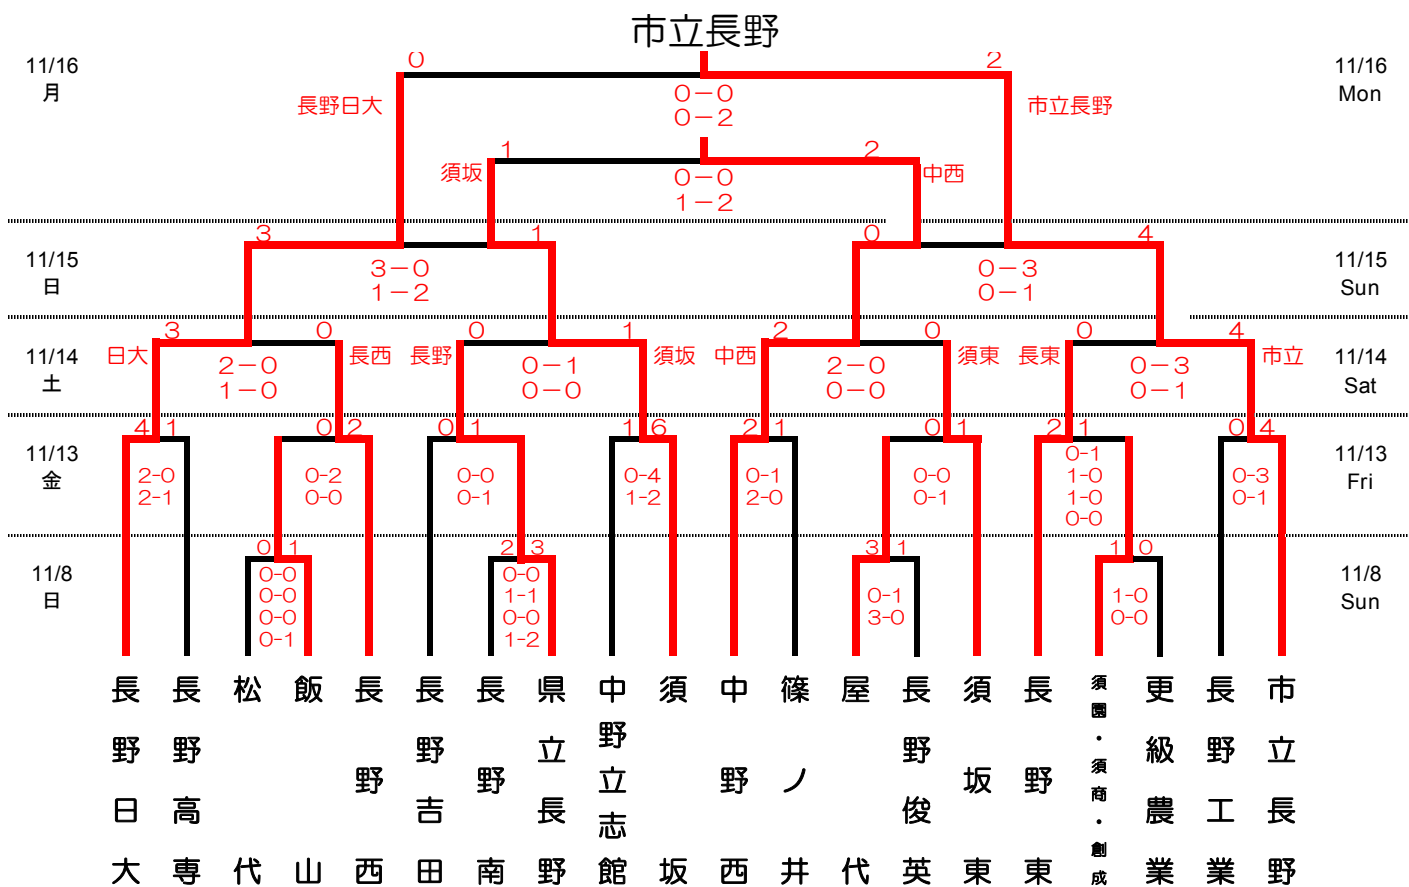 市立長野
11/16
月
0
2
11/16
Mon
長野日大
0−0
0−2
市立長野
1
2
須坂
0−0
1−2
中西
11/15
日
3
1
0
4
11/15
Sun
3−0
1−2
0−3
0−1
11/14
土
3
0
0
1
2
0
0
4
11/14
Sat
日大
長西
長野
須坂
中西
須東
長東
市立
2−0
1−0
0−1
0−0
2−0
0−0
0−3
0−1
11/13
金
4 1
0 2
0 1
1 6
2 1
0 1
2 1
0 4
11/13
Fri
2-0
2-1
0-2
0-0
0-0
0-1
0-4
1-2
0-1
2-0
0-0
0-1
0-1
1-0
1-0
0-0
0-3
0-1
11/8
日
0 1
2 3
3 1
1 0
11/8
Sun
0-0
0-0
0-0
0-1
0-0
1-1
0-0
1-2
0-1
3-0
1-0
0-0
長野日大
長野高専
松代
飯山
長野西
長野吉田
長野南
県立長野
中野立志館
須坂
中野西
篠ノ井
屋代
長野俊英
須坂東
長野東
須園・須商・創成
更級農業
長野工業
市立長野